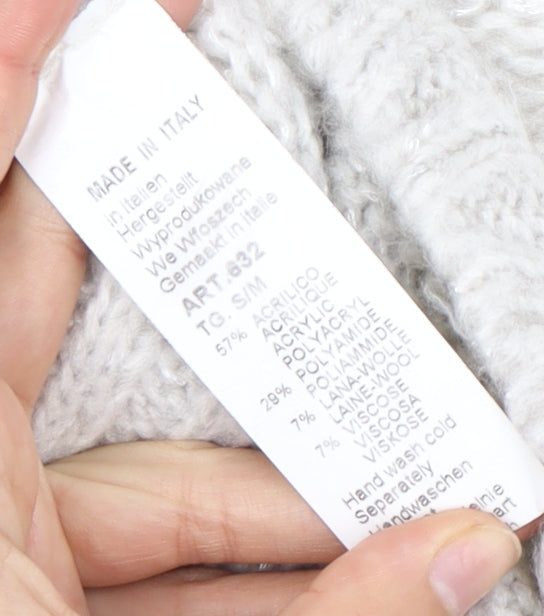 MADE IN ITALY
In Italien
Hergestellt
Wyprodukowane
We Włoszech
Gemaakt in Italie
ART.632
TG. S/M
57% ACRILICO
ACRILIQUE
ACRYLIC
POLYACRYL
29% POLYAMIDE
POLIAMMIDE
7% LANA-WOLLE
LAINE-WOOL
7% VISCOSE
VISCOSA
VISKOSE
Hand wasn cold
Separately
Handwaschen